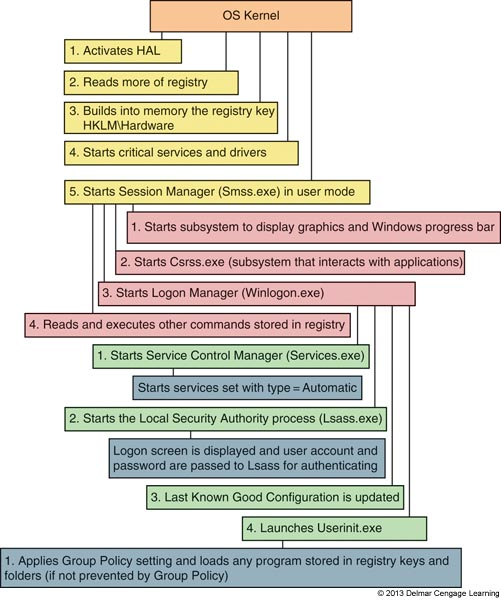 OS Kernel
1. Activates HAL
2. Reads more of registry
3. Builds into memory the registry key
HKLM\Hardware
4. Starts critical services and drivers
5. Starts Session Manager (Smss.exe) in user mode
1. Starts subsystem to display graphics and Windows progress bar
2. Starts Csrss.exe (subsystem that interacts with applications)
3. Starts Logon Manager (Winlogon.exe)
4. Reads and executes other commands stored in registry
1. Starts Service Control Manager (Services.exe)
Starts services set with type = Automatic
2. Starts the Local Security Authority process (Lsass.exe)
Logon screen is displayed and user account and
password are passed to Lsass for authenticating
3. Last Known Good Configuration is updated
4. Launches Userinit.exe
1. Applies Group Policy setting and loads any program stored in registry keys and
folders (if not prevented by Group Policy)
© 2013 Delmar Cengage Learning